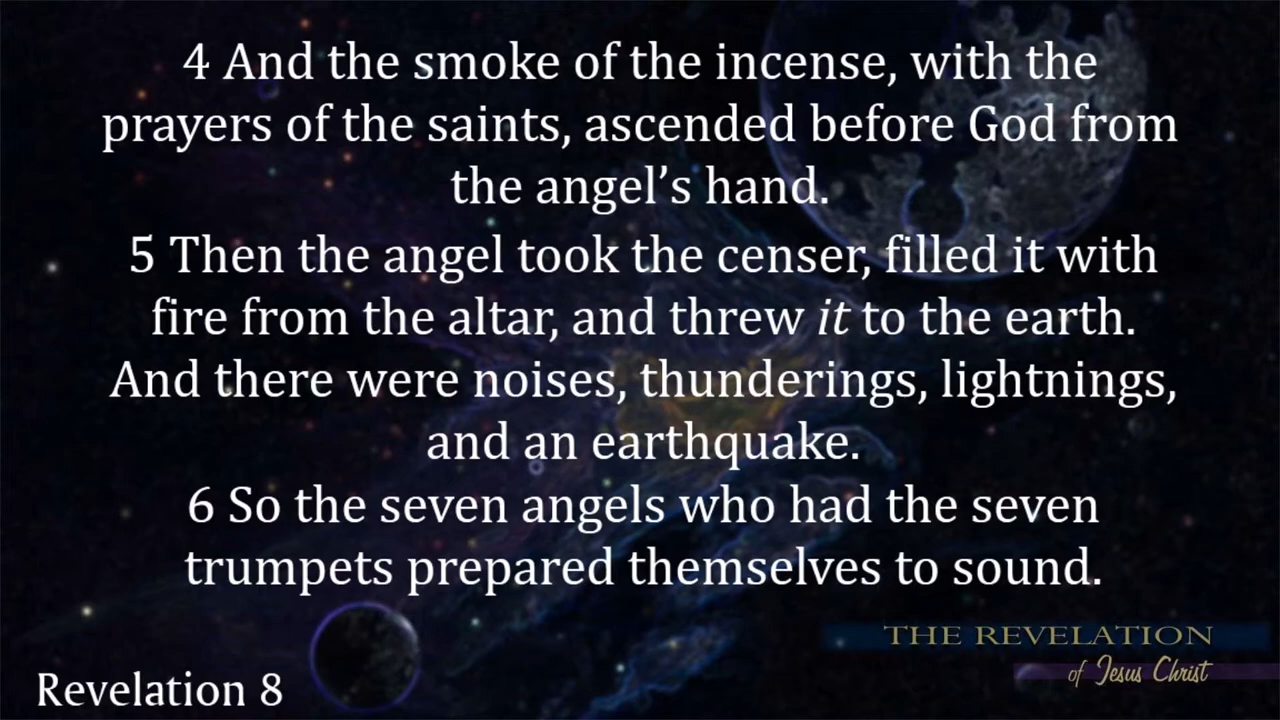 4 And the smoke of the incense, with the
prayers of the saints, ascended before God from
the angel’s hand.
5 Then the angel took the censer, filled it with
fire from the altar, and threw it to the earth.
And there were noises, thunderings, lightnings,
and an earthquake.
6 So the seven angels who had the seven
trumpets prepared themselves to sound.
THE REVELATION
of Jesus Christ
Revelation 8